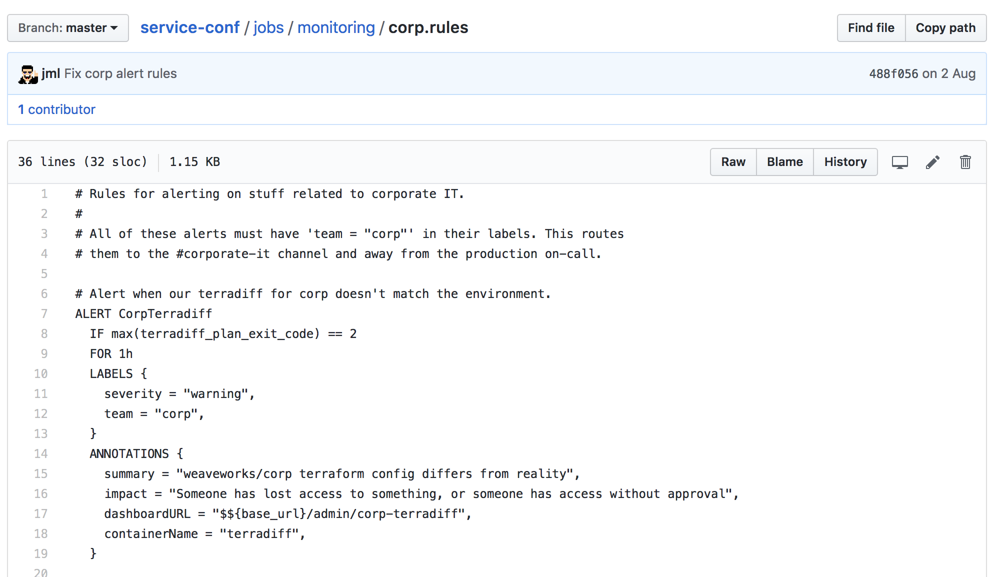 Branch: master service-conf / jobs / monitoring / corp.rules Find file Copy path
jml Fix corp alert rules 488f056 on 2 Aug
1 contributor
36 lines (32 sloc) 1.15 KB Raw Blame History
1 # Rules for alerting on stuff related to corporate IT.
2 #
3 # All of these alerts must have 'team = "corp"' in their labels. This routes
4 # them to the #corporate-it channel and away from the production on-call.
5
6 # Alert when our terradiff for corp doesn't match the environment.
7 ALERT CorpTerradiff
8 IF max(terradiff_plan_exit_code) == 2
9 FOR 1h
10 LABELS {
11 severity = "warning",
12 team = "corp",
13 }
14 ANNOTATIONS {
15 summary = "weaveworks/corp terraform config differs from reality",
16 impact = "Someone has lost access to something, or someone has access without approval",
17 dashboardURL = "$${base_url}/admin/corp-terradiff",
18 containerName = "terradiff",
19 }
20